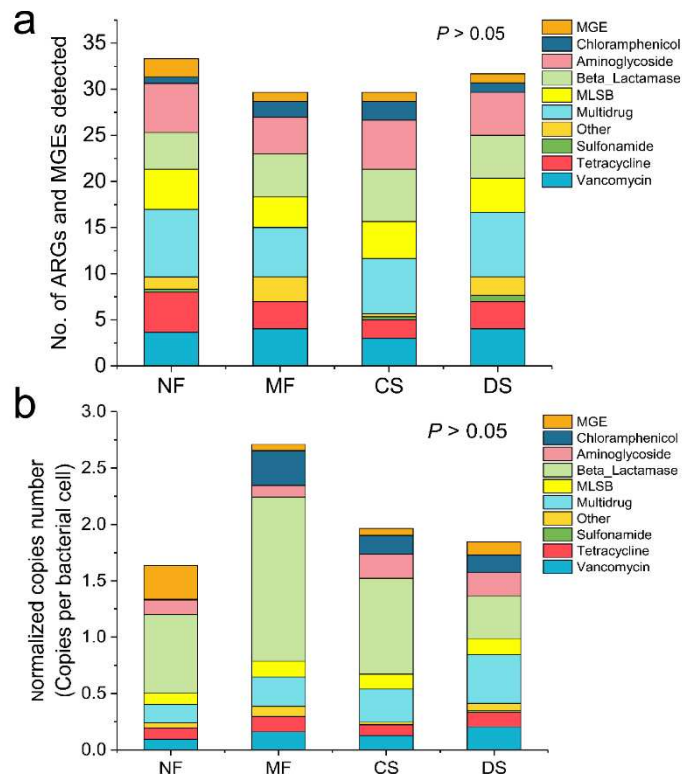 a
No. of ARGs and MGEs detected
35
30
25
20
15
10
5
0
P > 0.05
MGE
Chloramphenicol
Aminoglycoside
Beta_Lactamase
MLSB
Multidrug
Other
Sulfonamide
Tetracycline
Vancomycin
NF MF CS DS
b
Normalized copies number
(Copies per bacterial cell)
3.0
2.5
2.0
1.5
1.0
0.5
0.0
P > 0.05
MGE
Chloramphenicol
Aminoglycoside
Beta_Lactamase
MLSB
Multidrug
Other
Sulfonamide
Tetracycline
Vancomycin
NF MF CS DS